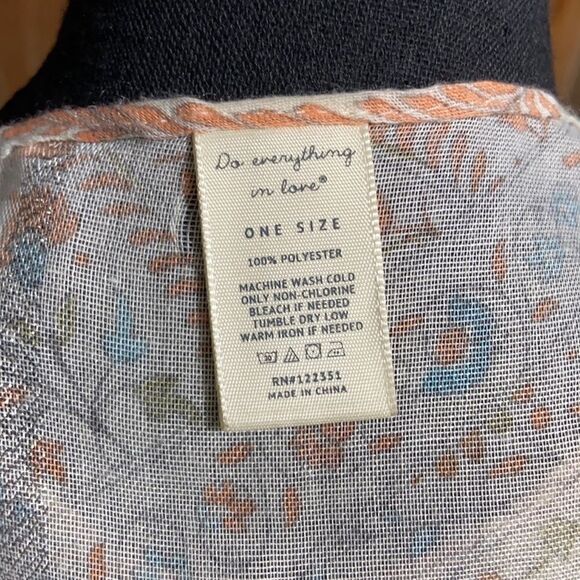 Do everything
in love®
ONE SIZE
100% POLYESTER
MACHINE WASH COLD
ONLY NON-CHLORINE
BLEACH IF NEEDED
TUMBLE DRY LOW
WARM IRON IF NEEDED
RN#122351
MADE IN CHINA